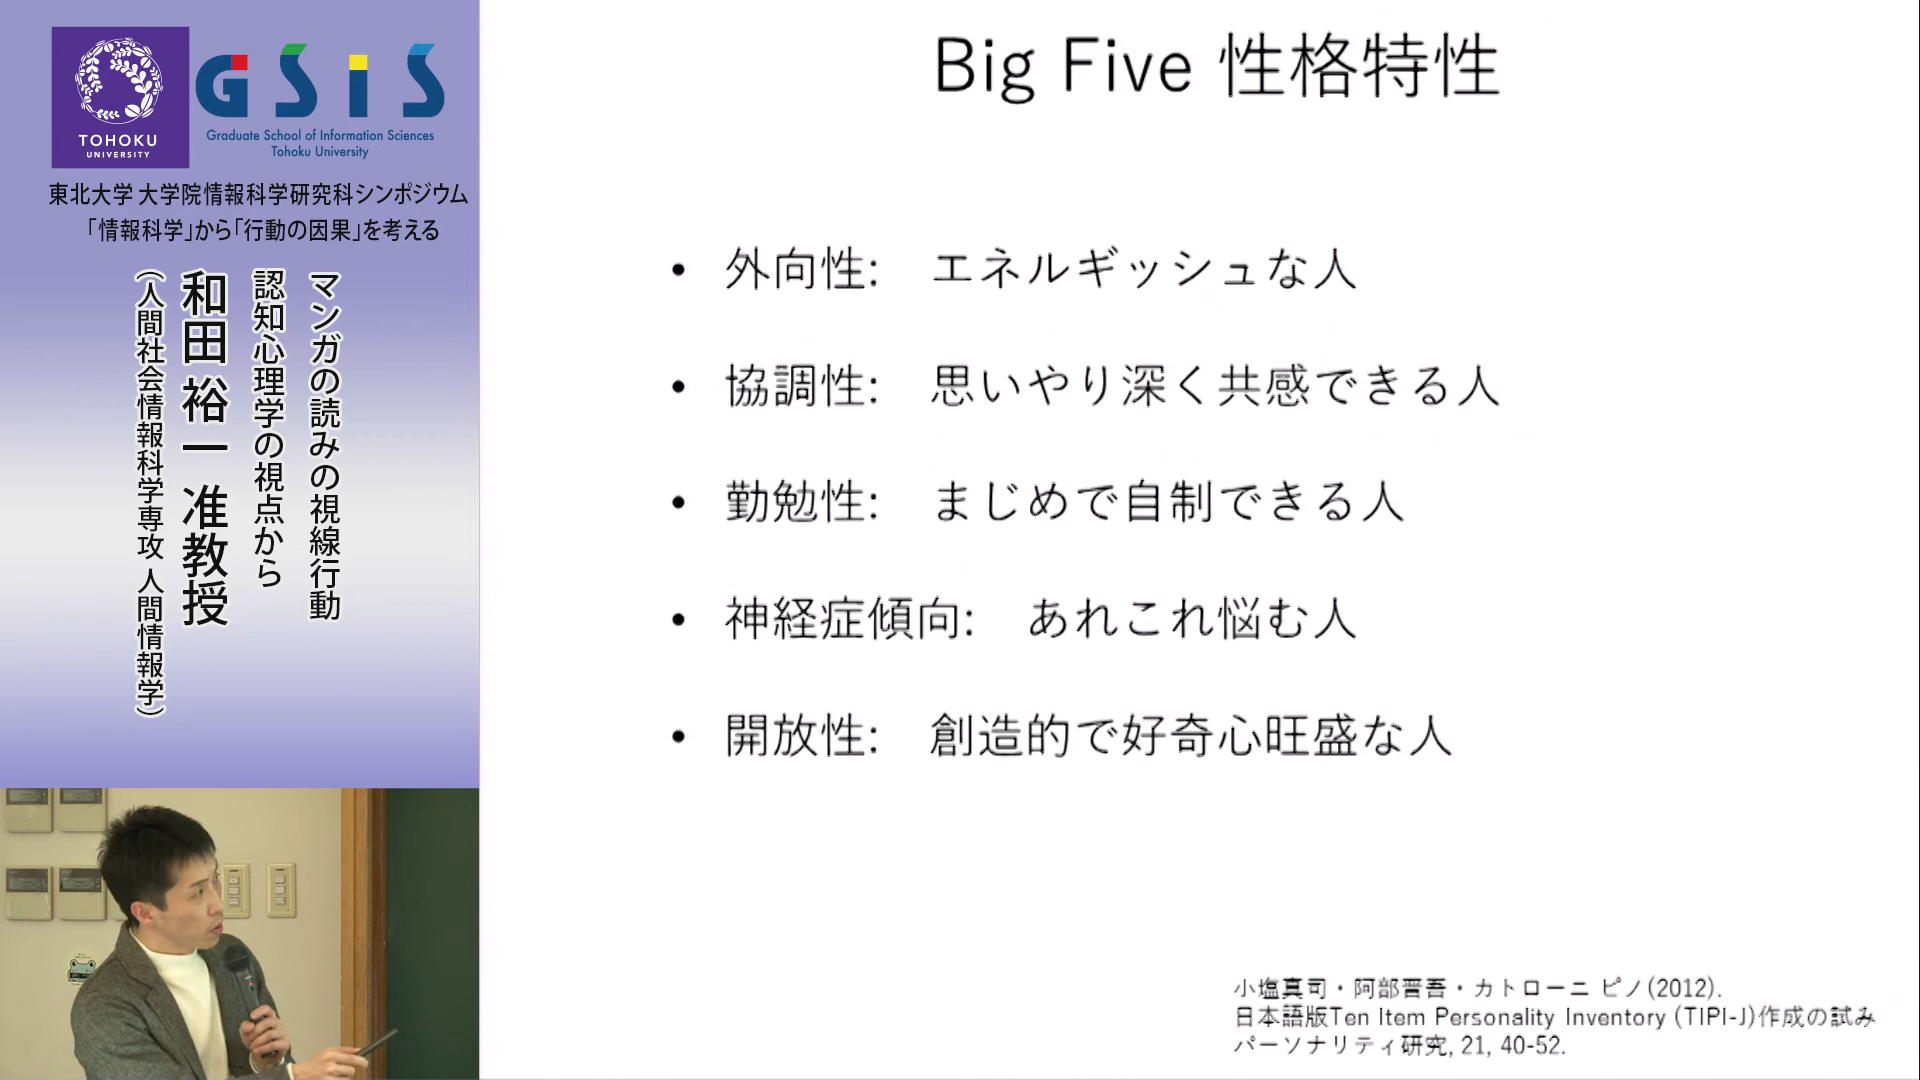 TOHOKU
UNIVERSITY
GSiS
Graduate School of Information Sciences
Tohoku University
東北大学 大学院情報科学研究科シンポジウム
「情報科学」から「行動の因果」を考える
マンガの読みの視線行動
認知心理学の視点から
和田 裕一 准教授
(人間社会情報科学専攻 人間情報学)
Big Five 性格特性
• 外向性: エネルギッシュな人
• 協調性: 思いやり深く共感できる人
• 勤勉性: まじめで自制できる人
• 神経症傾向: あれこれ悩む人
• 開放性: 創造的で好奇心旺盛な人
小塩真司・阿部晋吾・カトローニ ピノ(2012).
日本語版Ten Item Personality Inventory (TIPI-J)作成の試み
パーソナリティ研究, 21, 40-52.